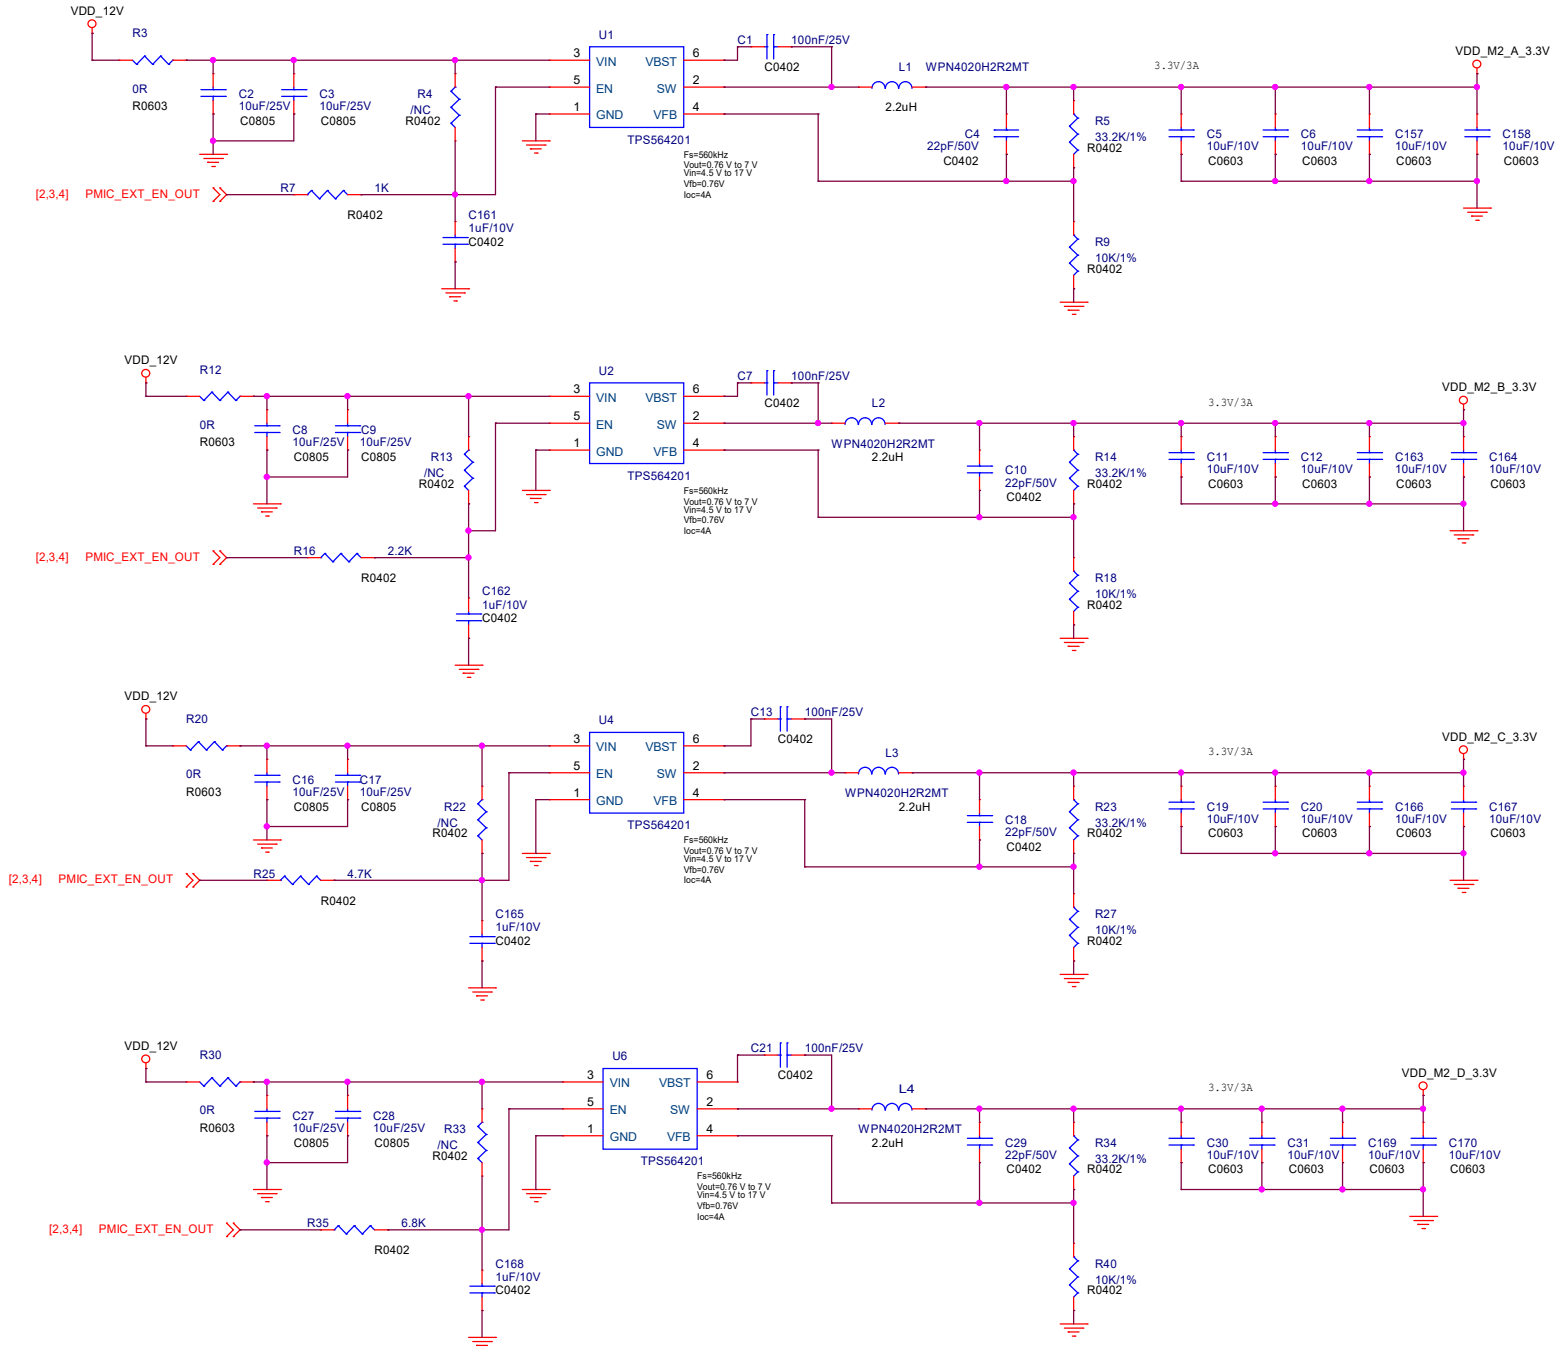 VDD_12V
R3
0R
R0603
C2
10uF/25V
C0805
C3
10uF/25V
C0805
R4
/NC
R0402
[2,3,4] PMIC_EXT_EN_OUT
R7
1K
R0402
C161
1uF/10V
C0402
U1
3 VIN VBST 6
5 EN SW 2
1 GND VFB 4
TPS564201
Fs=560kHz
Vout=0.76 V to 7 V
Vin=4.5 V to 17 V
Vfb=0.76V
Ioc=4A
C1
100nF/25V
C0402
L1
WPN4020H2R2MT
2.2uH
C4
22pF/50V
C0402
R5
33.2K/1%
R0402
R9
10K/1%
R0402
3.3V/3A
C5
10uF/10V
C0603
C6
10uF/10V
C0603
C157
10uF/10V
C0603
C158
10uF/10V
C0603
VDD_M2_A_3.3V
VDD_12V
R12
0R
R0603
C8
10uF/25V
C0805
C9
10uF/25V
C0805
R13
/NC
R0402
[2,3,4] PMIC_EXT_EN_OUT
R16
2.2K
R0402
C162
1uF/10V
C0402
U2
3 VIN VBST 6
5 EN SW 2
1 GND VFB 4
TPS564201
Fs=560kHz
Vout=0.76 V to 7 V
Vin=4.5 V to 17 V
Vfb=0.76V
Ioc=4A
C7
100nF/25V
C0402
L2
WPN4020H2R2MT
2.2uH
C10
22pF/50V
C0402
R14
33.2K/1%
R0402
R18
10K/1%
R0402
3.3V/3A
C11
10uF/10V
C0603
C12
10uF/10V
C0603
C163
10uF/10V
C0603
C164
10uF/10V
C0603
VDD_M2_B_3.3V
VDD_12V
R20
0R
R0603
C16
10uF/25V
C0805
C17
10uF/25V
C0805
R22
/NC
R0402
[2,3,4] PMIC_EXT_EN_OUT
R25
4.7K
R0402
C165
1uF/10V
C0402
U4
3 VIN VBST 6
5 EN SW 2
1 GND VFB 4
TPS564201
Fs=560kHz
Vout=0.76 V to 7 V
Vin=4.5 V to 17 V
Vfb=0.76V
Ioc=4A
C13
100nF/25V
C0402
L3
WPN4020H2R2MT
2.2uH
C18
22pF/50V
C0402
R23
33.2K/1%
R0402
R27
10K/1%
R0402
3.3V/3A
C19
10uF/10V
C0603
C20
10uF/10V
C0603
C166
10uF/10V
C0603
C167
10uF/10V
C0603
VDD_M2_C_3.3V
VDD_12V
R30
0R
R0603
C27
10uF/25V
C0805
C28
10uF/25V
C0805
R33
/NC
R0402
[2,3,4] PMIC_EXT_EN_OUT
R35
6.8K
R0402
C168
1uF/10V
C0402
U6
3 VIN VBST 6
5 EN SW 2
1 GND VFB 4
TPS564201
Fs=560kHz
Vout=0.76 V to 7 V
Vin=4.5 V to 17 V
Vfb=0.76V
Ioc=4A
C21
100nF/25V
C0402
L4
WPN4020H2R2MT
2.2uH
C29
22pF/50V
C0402
R34
33.2K/1%
R0402
R40
10K/1%
R0402
3.3V/3A
C30
10uF/10V
C0603
C31
10uF/10V
C0603
C169
10uF/10V
C0603
C170
10uF/10V
C0603
VDD_M2_D_3.3V